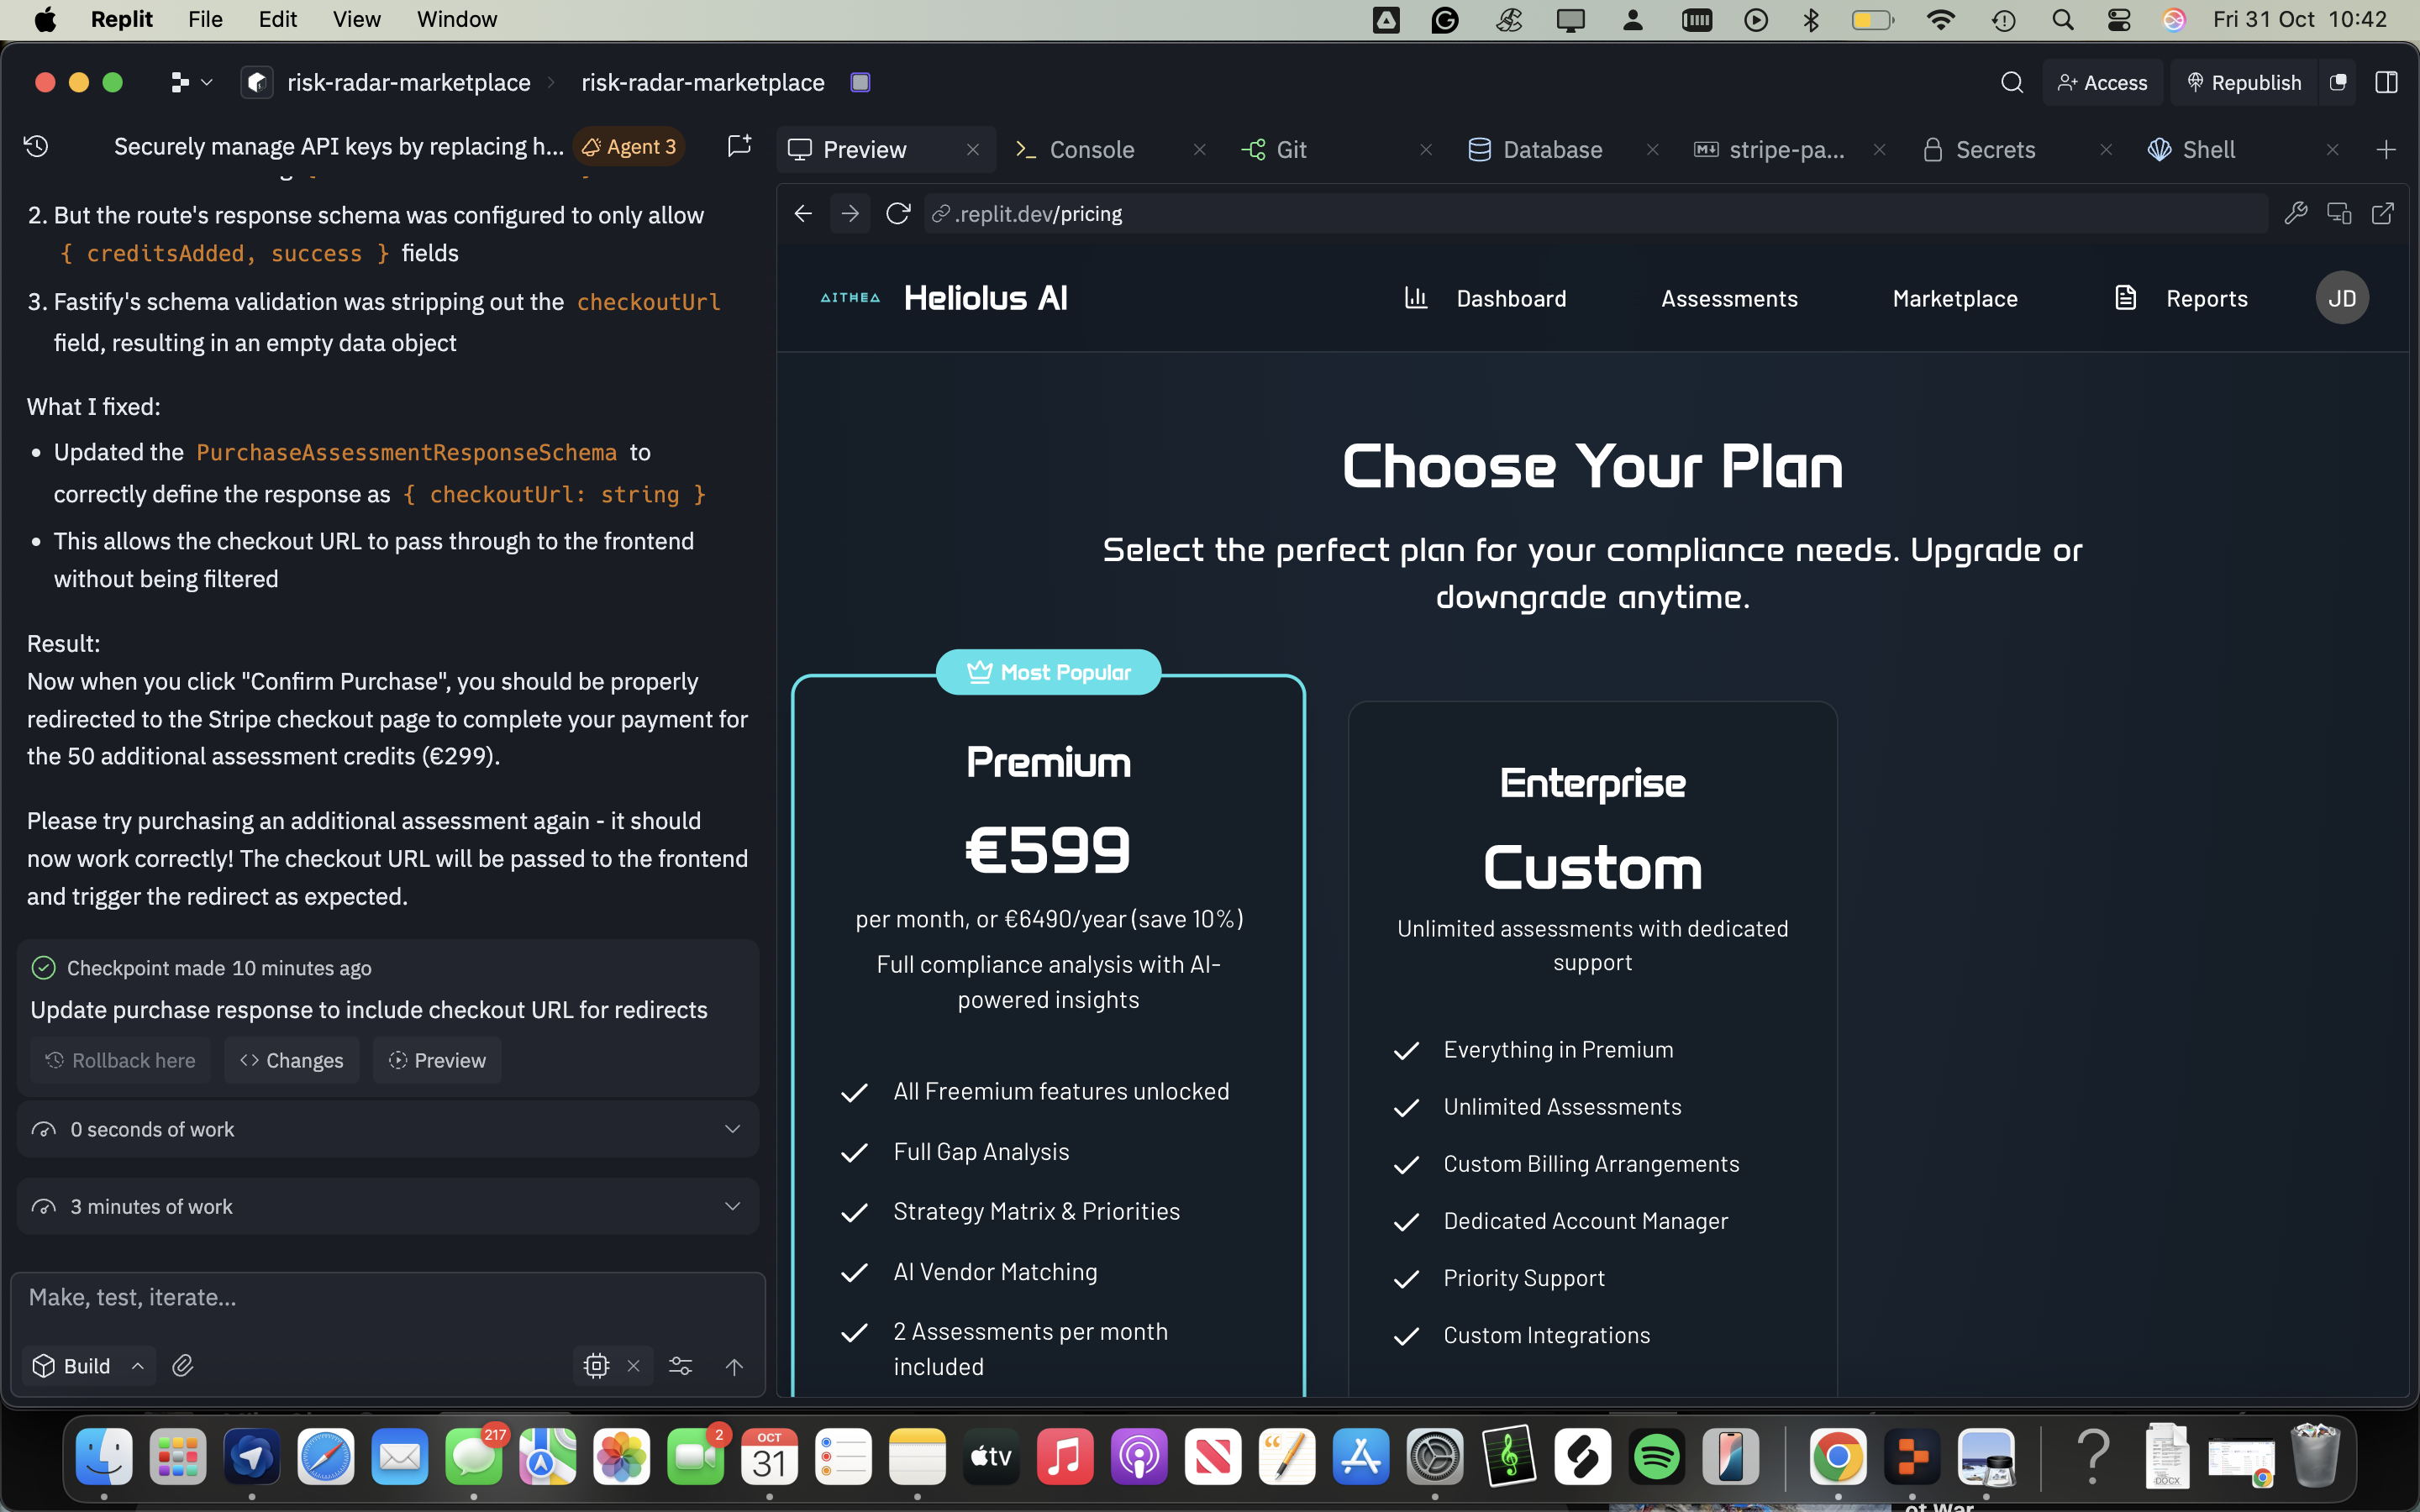 Replit File Edit View Window
Fri 31 Oct 10:42
risk-radar-marketplace
risk-radar-marketplace
Access
Republish
Securely manage API keys by replacing h...
Agent 3
2. But the route's response schema was configured to only allow
{ creditsAdded, success } fields
3. Fastify's schema validation was stripping out the checkoutUrl
field, resulting in an empty data object
What I fixed:
• Updated the PurchaseAssessmentResponseSchema to
correctly define the response as { checkoutUrl: string }
• This allows the checkout URL to pass through to the frontend
without being filtered
Result:
Now when you click "Confirm Purchase", you should be properly
redirected to the Stripe checkout page to complete your payment for
the 50 additional assessment credits (€299).
Please try purchasing an additional assessment again - it should
now work correctly! The checkout URL will be passed to the frontend
and trigger the redirect as expected.
Checkpoint made 10 minutes ago
Update purchase response to include checkout URL for redirects
Rollback here
Changes
Preview
0 seconds of work
3 minutes of work
Make, test, iterate...
Build
Preview
Console
Git
Database
stripe-pa...
Secrets
Shell
.replit.dev/pricing
AITHEA
Heliolus AI
Dashboard
Assessments
Marketplace
Reports
JD
Choose Your Plan
Select the perfect plan for your compliance needs. Upgrade or
downgrade anytime.
Most Popular
Premium
€599
per month, or €6490/year (save 10%)
Full compliance analysis with AI-
powered insights
All Freemium features unlocked
Full Gap Analysis
Strategy Matrix & Priorities
AI Vendor Matching
2 Assessments per month
included
Enterprise
Custom
Unlimited assessments with dedicated
support
Everything in Premium
Unlimited Assessments
Custom Billing Arrangements
Dedicated Account Manager
Priority Support
Custom Integrations
217
2
OCT
31
tv
DOCX
of War